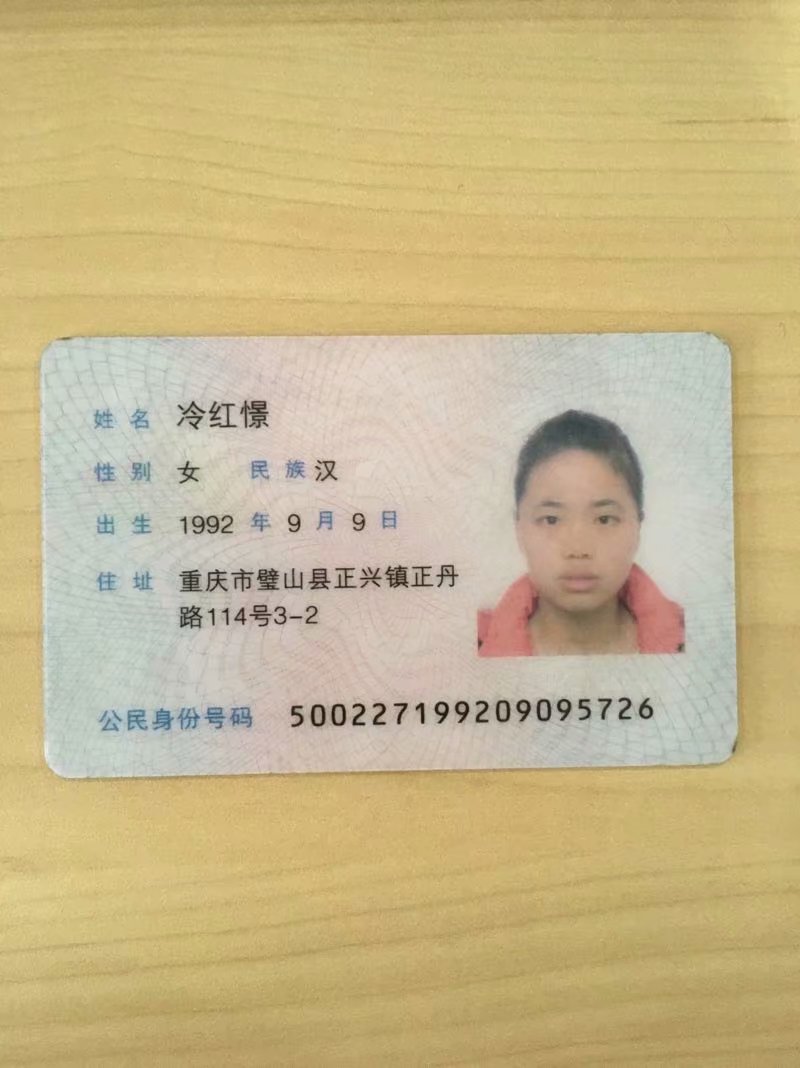 姓名 冷红憬
性别 女 民族 汉
出生 1992 年 9 月 9 日
住址 重庆市璧山县正兴镇正丹
路114号3-2
公民身份号码 500227199209095726